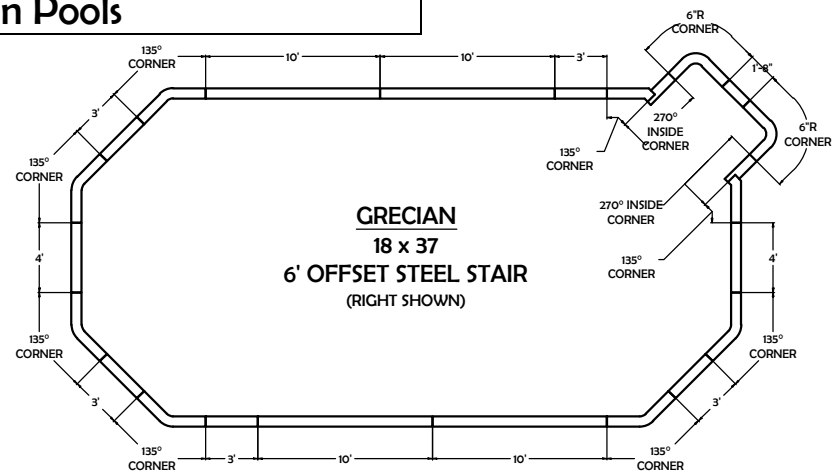 n Pools
6"R
CORNER
135°
CORNER
10'
10'
3'
1'-8"
3'
270°
INSIDE
CORNER
6"R
CORNER
135°
CORNER
135°
CORNER
270° INSIDE
CORNER
GRECIAN
18 x 37
6' OFFSET STEEL STAIR
(RIGHT SHOWN)
4'
135°
CORNER
4'
135°
CORNER
135°
CORNER
3'
3'
135°
CORNER
3'
10'
10'
135°
CORNER